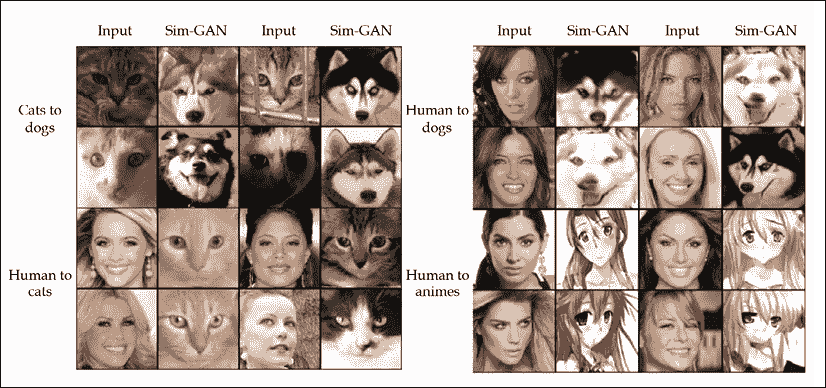 Input Sim-GAN Input Sim-GAN
Cats to
dogs
Human to
cats
Input Sim-GAN Input Sim-GAN
Human to
dogs
Human to
animes